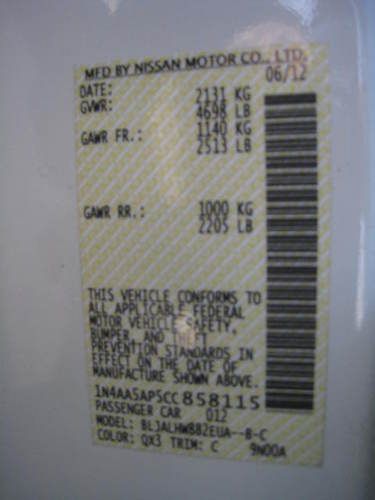 MFD BY NISSAN MOTOR CO., LTD.
DATE: 06/12
GVWR: 2131 KG
4698 LB
GAWR FR.: 1140 KG
2513 LB
GAWR RR.: 1000 KG
2205 LB
THIS VEHICLE CONFORMS TO
ALL APPLICABLE FEDERAL
MOTOR VEHICLE SAFETY,
BUMPER, AND THEFT
PREVENTION STANDARDS IN
EFFECT ON THE DATE OF
MANUFACTURE SHOWN ABOVE.
1N4AA5AP5CC858115
PASSENGER CAR 012
MODEL: BLJALHWB82EUA--B-C
COLOR: QX3 TRIM: C 9N00A